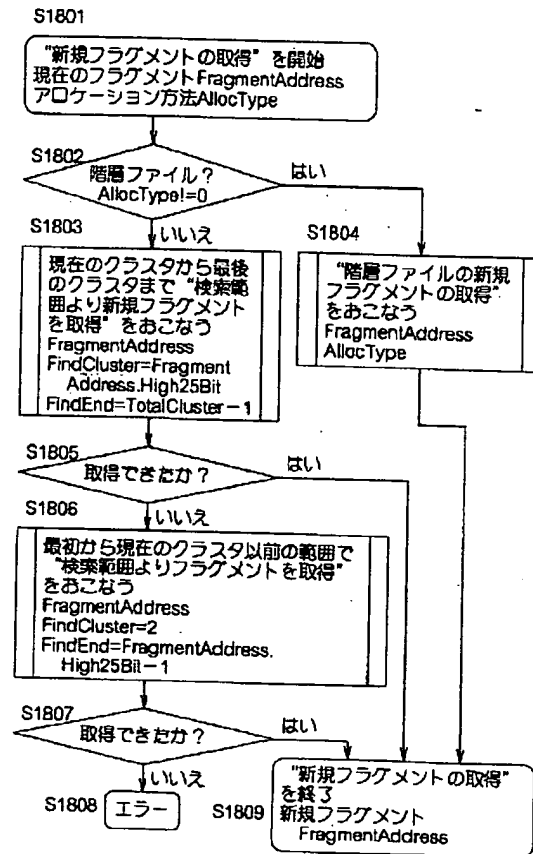 S1801
“新規フラグメントの取得” を開始
現在のフラグメントFragmentAddress
アロケーション方法AllocType
S1802
階層ファイル？
AllocType!=0
はい
いいえ
S1803
現在のクラスタから最後
のクラスタまで “検索範
囲より新規フラグメント
を取得” をおこなう
FragmentAddress
FindCluster=Fragment
Address.High25Bit
FindEnd=TotalCluster－1
S1804
“階層ファイルの新規
フラグメントの取得”
をおこなう
FragmentAddress
AllocType
S1805
取得できたか？
はい
いいえ
S1806
最初から現在のクラスタ以前の範囲で
“検索範囲よりフラグメントを取得”
をおこなう
FragmentAddress
FindCluster=2
FindEnd=FragmentAddress.
High25Bit－1
S1807
取得できたか？
はい
いいえ
S1808
エラー
S1809
“新規フラグメントの取得”
を終了
新規フラグメント
FragmentAddress